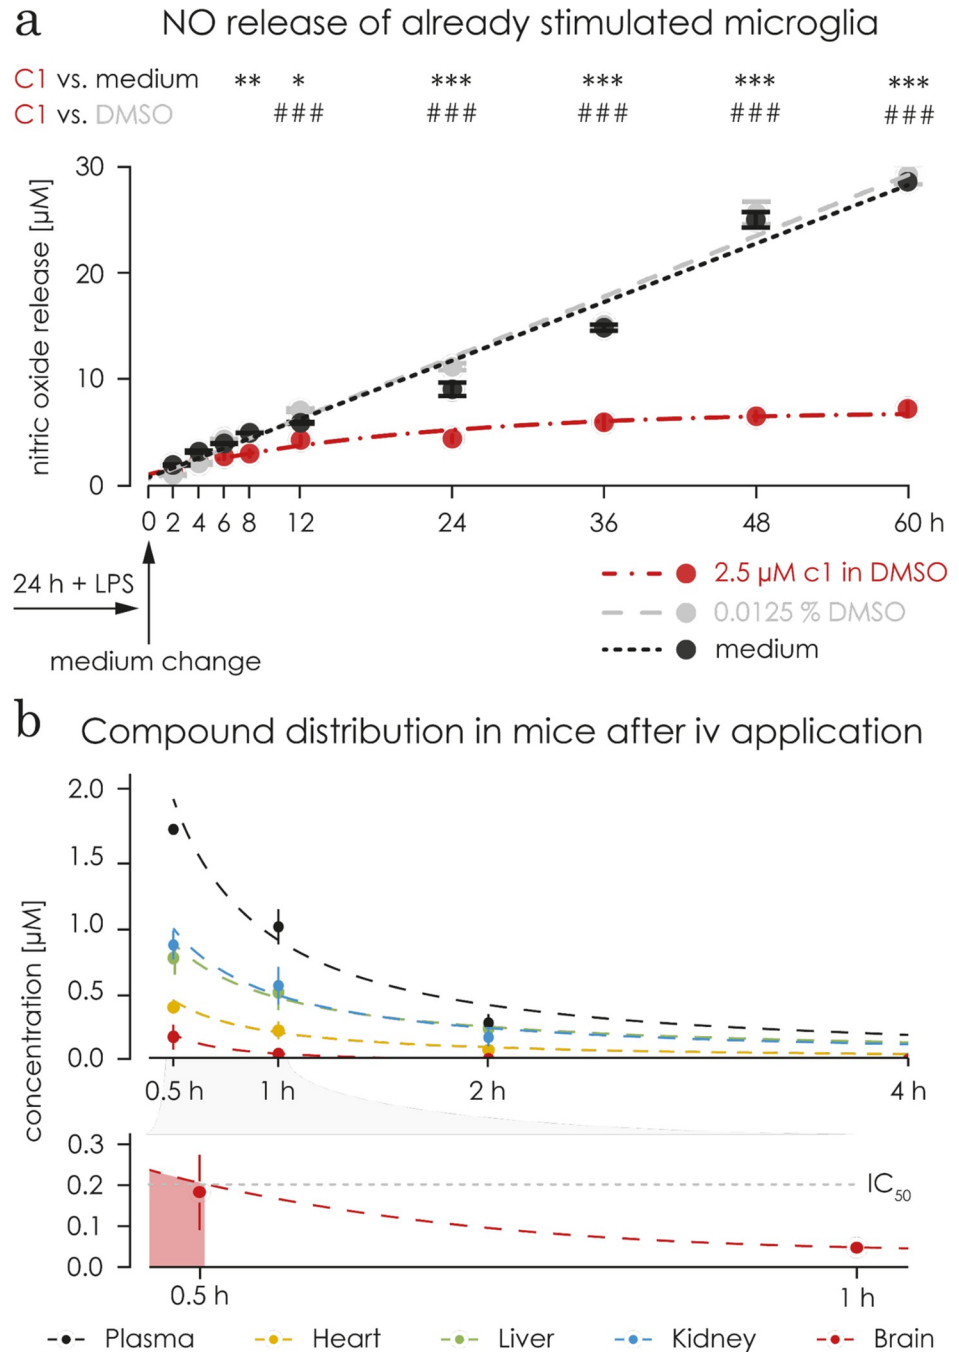 a NO release of already stimulated microglia
C1 vs. medium ** * *** *** *** ***
C1 vs. DMSO ### ### ### ### ###
nitric oxide release [µM]
30
20
10
0
0 2 4 6 8 12 24 36 48 60 h
24 h + LPS
medium change
2.5 µM c1 in DMSO
0.0125 % DMSO
medium
b Compound distribution in mice after iv application
concentration [µM]
2.0
1.5
1.0
0.5
0.0
0.5 h 1 h 2 h 4 h
0.3
0.2
0.1
0.0
IC50
0.5 h 1 h
Plasma Heart Liver Kidney Brain